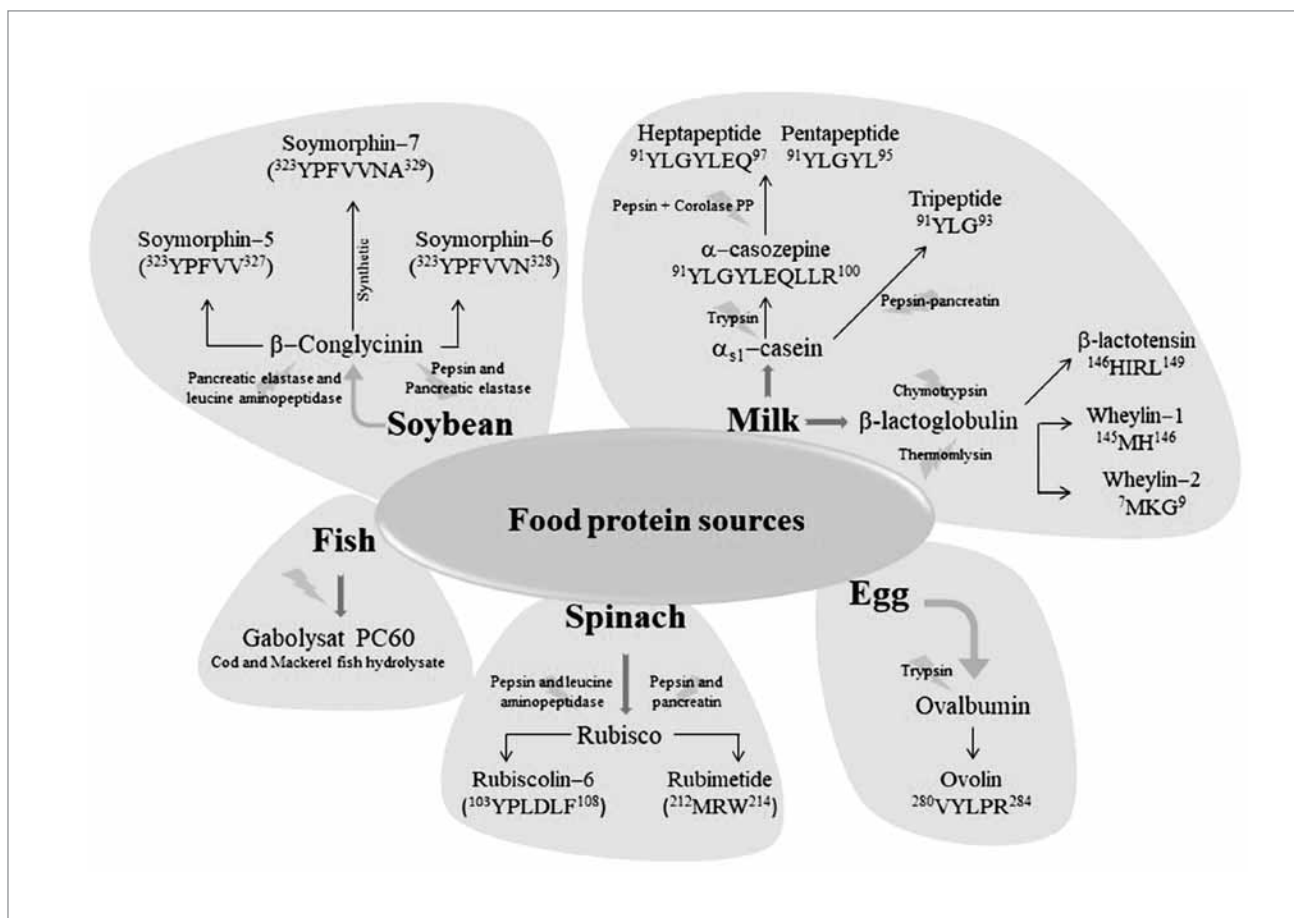 Soymorphin–7
(³²³YPFVVNA³²⁹)
Soymorphin–5
(³²³YPFVV³²⁷)
Synthetic
Soymorphin–6
(³²³YPFVVN³²⁸)
β–Conglycinin
Pancreatic elastase and
leucine aminopeptidase
Pepsin and
Pancreatic elastase
Soybean
Heptapeptide
⁹¹YLGYLEQ⁹⁷
Pentapeptide
⁹¹YLGYL⁹⁵
Pepsin + Corolase PP
Tripeptide
⁹¹YLG⁹³
α–casozepine
⁹¹YLGYLEQLLR¹⁰⁰
Trypsin
Pepsin-pancreatin
αs1–casein
β-lactotensin
¹⁴⁶HIRL¹⁴⁹
Chymotrypsin
Milk
β-lactoglobulin
Thermomlysin
Wheylin–1
¹⁴⁵MH¹⁴⁶
Wheylin–2
⁷MKG⁹
Food protein sources
Fish
Gabolysat PC60
Cod and Mackerel fish hydrolysate
Spinach
Pepsin and leucine
aminopeptidase
Pepsin and
pancreatin
Rubisco
Rubiscolin–6
(¹⁰³YPLDLF¹⁰⁸)
Rubimetide
(²¹²MRW²¹⁴)
Egg
Trypsin
Ovalbumin
Ovolin
²⁸⁰VYLPR²⁸⁴